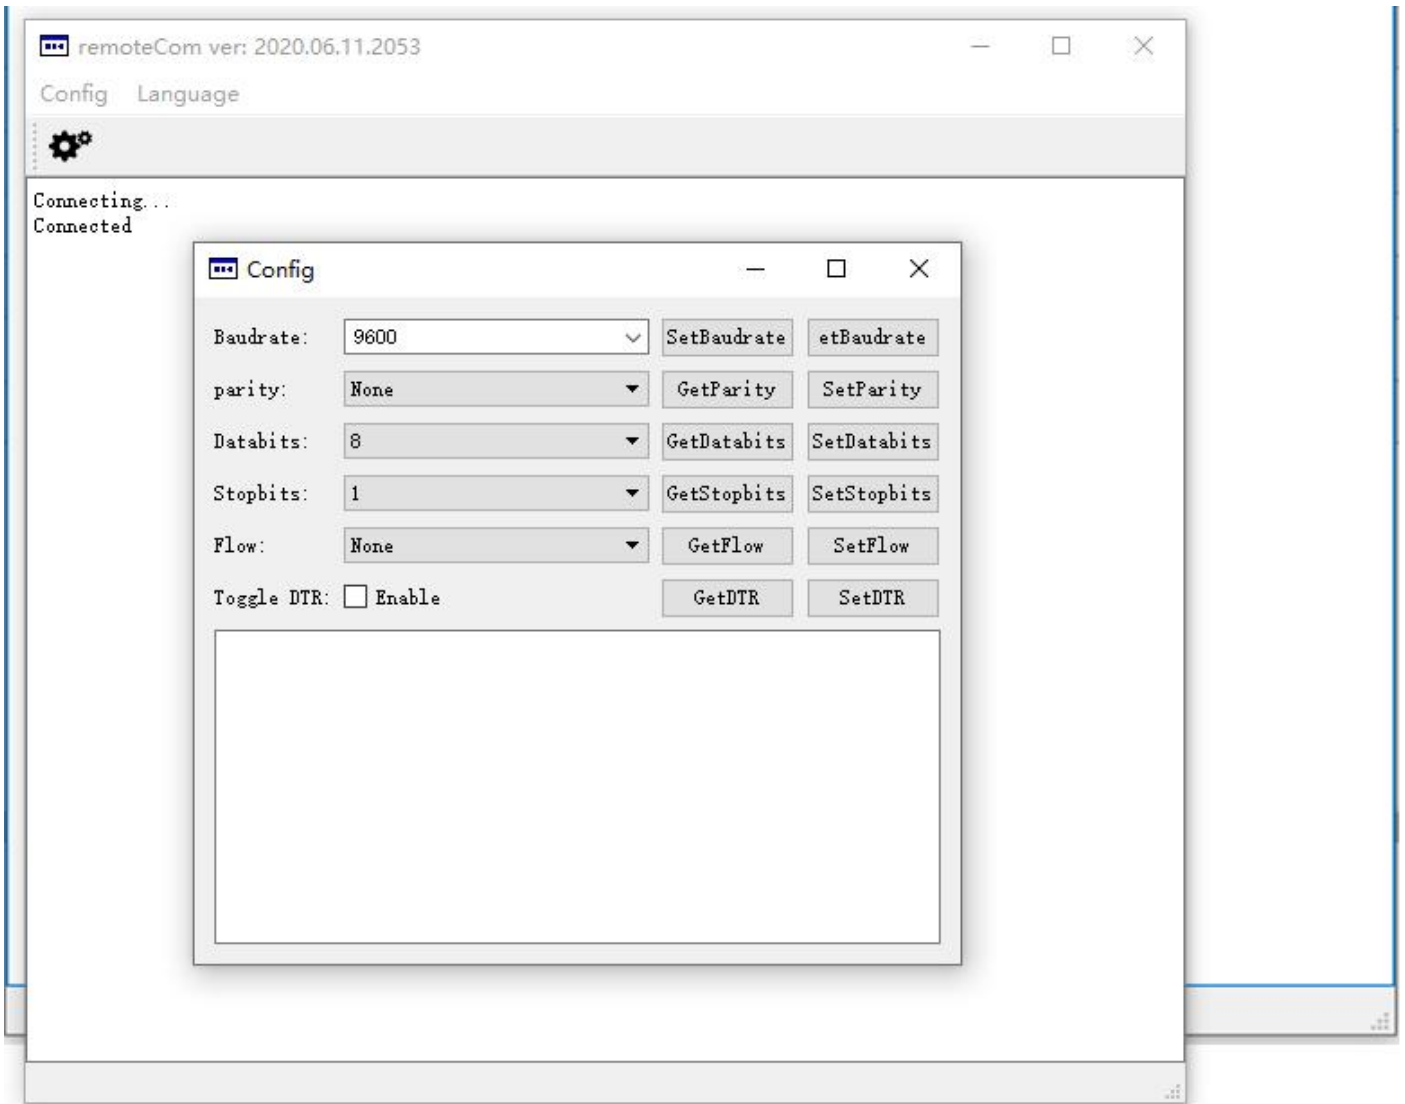 remoteCom ver: 2020.06.11.2053
Config Language
Connecting...
Connected
Config
Baudrate: 9600 SetBaudrate etBaudrate
parity: None GetParity SetParity
Databits: 8 GetDatabits SetDatabits
Stopbits: 1 GetStopbits SetStopbits
Flow: None GetFlow SetFlow
Toggle DTR: Enable GetDTR SetDTR